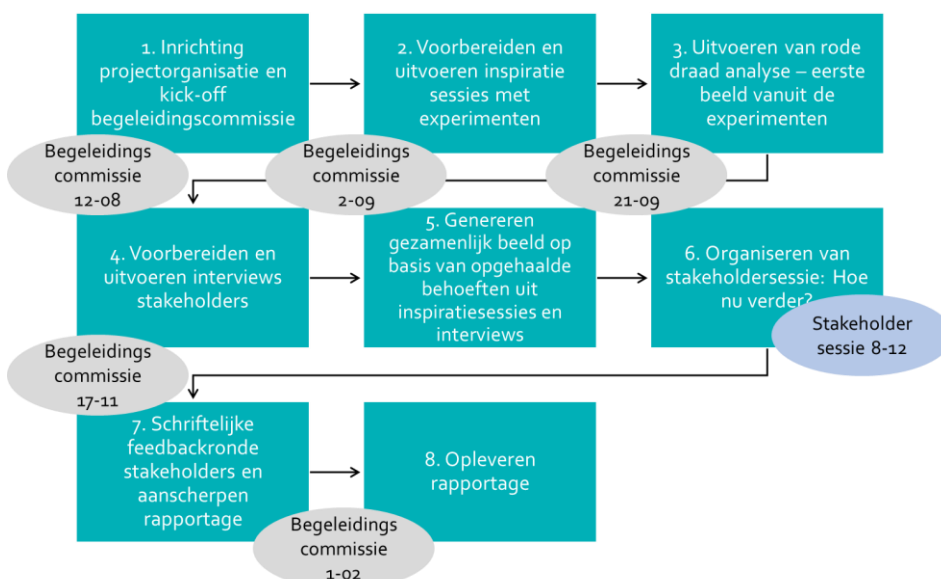 1. Inrichting
projectorganisatie en
kick-off
begeleidingscommissie
2. Voorbereiden en
uitvoeren inspiratie
sessies met
experimenten
3. Uitvoeren van rode
draad analyse – eerste
beeld vanuit de
experimenten
Begeleidings
commissie
12-08
Begeleidings
commissie
2-09
Begeleidings
commissie
21-09
4. Voorbereiden en
uitvoeren interviews
stakeholders
5. Genereren
gezamenlijk beeld op
basis van opgehaalde
behoeften uit
inspiratiesessies en
interviews
6. Organiseren van
stakeholdersessie: Hoe
nu verder?
Stakeholder
sessie 8-12
Begeleidings
commissie
17-11
7. Schriftelijke
feedbackronde
stakeholders en
aanscherpen
rapportage
8. Opleveren
rapportage
Begeleidings
commissie
1-02